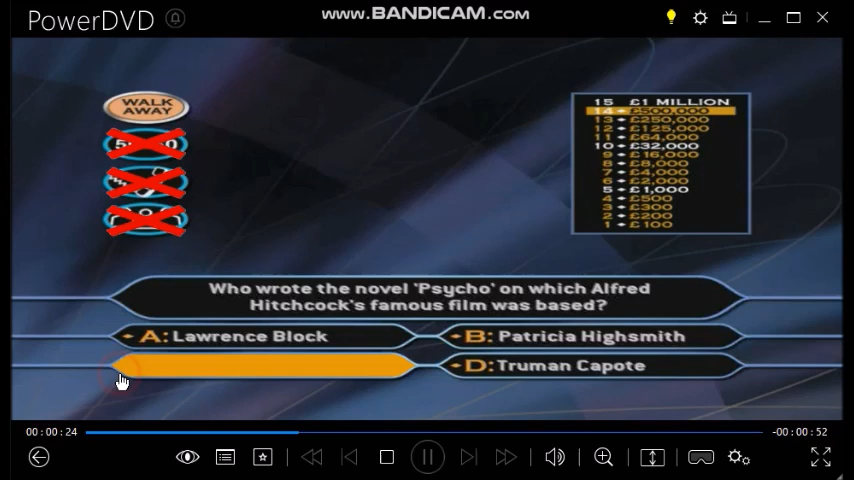 PowerDVD
www.BANDICAM.com
WALK
AWAY
15 £1 MILLION
14 £500,000
13 £250,000
12 £125,000
11 £64,000
10 £32,000
9 £16,000
8 £8,000
7 £4,000
6 £2,000
5 £1,000
4 £500
3 £300
2 £200
1 £100
Who wrote the novel 'Psycho' on which Alfred
Hitchcock's famous film was based?
A: Lawrence Block
B: Patricia Highsmith
D: Truman Capote
00:00:24
-00:00:52